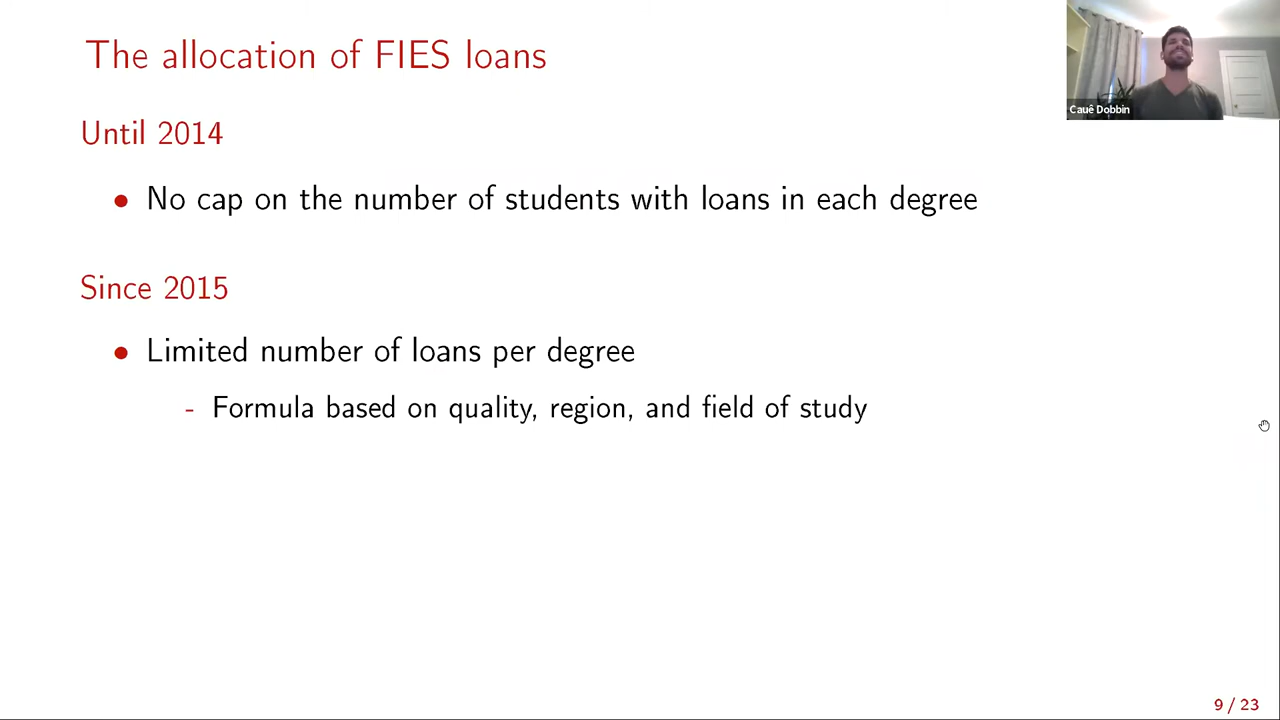 The allocation of FIES loans
Cauê Dobbin
Until 2014
• No cap on the number of students with loans in each degree
Since 2015
• Limited number of loans per degree
- Formula based on quality, region, and field of study
9 / 23